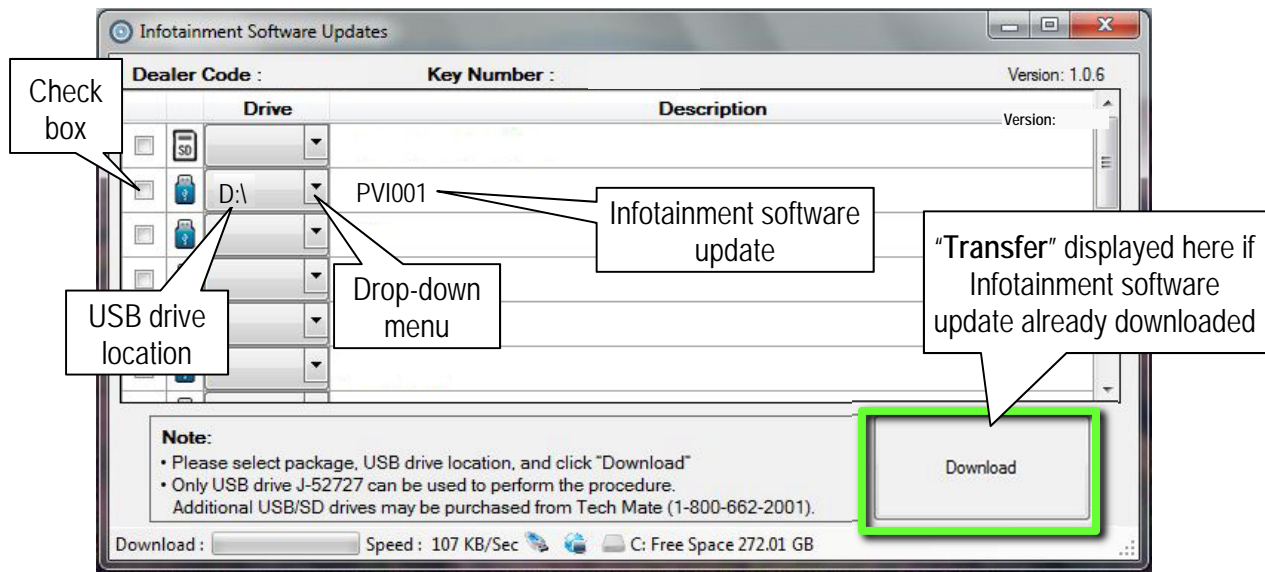 Infotainment Software Updates
Dealer Code :
Key Number :
Version: 1.0.6
Check
box
Drive
Description
Version:
SD
D:\
PVI001
Infotainment software
update
"Transfer" displayed here if
Infotainment software
update already downloaded
USB drive
location
Drop-down
menu
Note:
• Please select package, USB drive location, and click "Download"
• Only USB drive J-52727 can be used to perform the procedure.
Additional USB/SD drives may be purchased from Tech Mate (1-800-662-2001).
Download
Download :
Speed : 107 KB/Sec
C: Free Space 272.01 GB